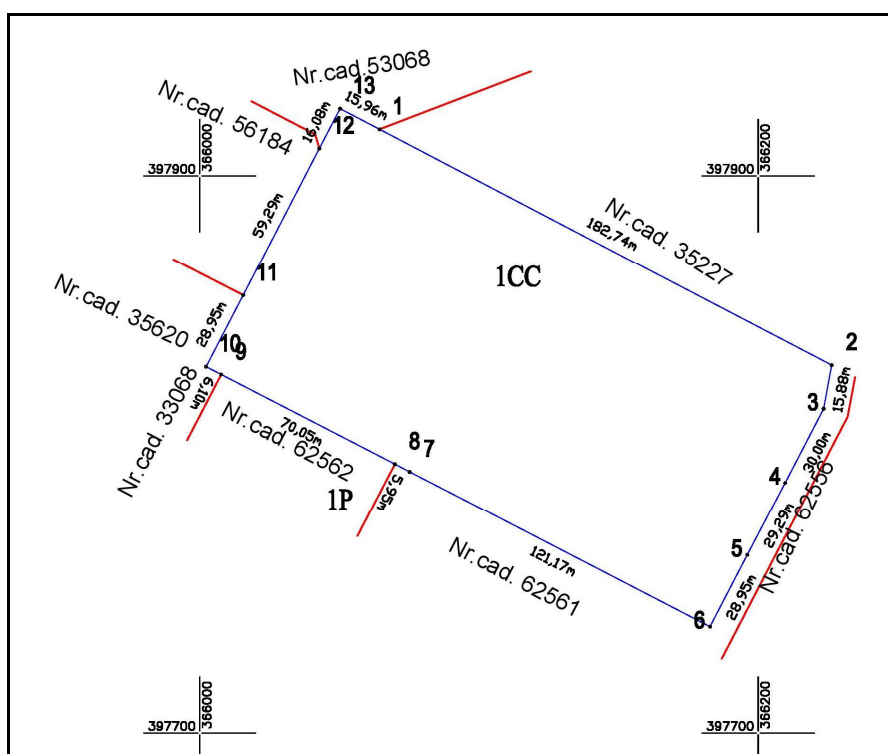 Nr.cad.53068
13
15,96m
1
Nr.cad. 56184
16,08m
12
397900
366000
397900
366200
59,29m
Nr.cad. 35227
182,74m
1CC
11
Nr.cad. 35620
28,95m
10
9
2
15,88m
3
6,10m
Nr.cad. 33068
Nr.cad. 62562
70,05m
8
7
30,00m
4
1P
5,95m
Nr.cad. 62556
29,29m
5
121,17m
Nr.cad. 62561
28,95m
6
397700
366000
397700
366200